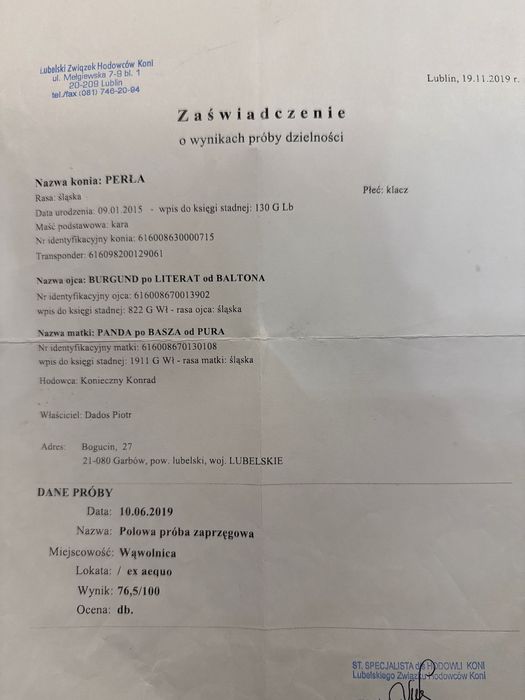 Lubelski Związek Hodowców Koni
ul. Mełgiewska 7-9 bl. 1
20-209 Lublin
tel./fax (081) 746-20-94
Lublin, 19.11.2019 r.
Zaświadczenie
o wynikach próby dzielności
Nazwa konia: PERŁA
Płeć: klacz
Rasa: śląska
Data urodzenia: 09.01.2015 - wpis do księgi stadnej: 130 G Lb
Maść podstawowa: kara
Nr identyfikacyjny konia: 616008630000715
Transponder: 616098200129061
Nazwa ojca: BURGUND po LITERAT od BALTONA
Nr identyfikacyjny ojca: 616008670013902
wpis do księgi stadnej: 822 G Wł - rasa ojca: śląska
Nazwa matki: PANDA po BASZA od PURA
Nr identyfikacyjny matki: 616008670130108
wpis do księgi stadnej: 1911 G Wł - rasa matki: śląska
Hodowca: Konieczny Konrad
Właściciel: Dados Piotr
Adres: Bogucin, 27
21-080 Garbów, pow. lubelski, woj. LUBELSKIE
DANE PRÓBY
Data: 10.06.2019
Nazwa: Polowa próba zaprzęgowa
Miejscowość: Wąwolnica
Lokata: / ex aequo
Wynik: 76,5/100
Ocena: db.
ST. SPECJALISTA ds HODOWLI KONI
Lubelskiego Związku Hodowców Koni